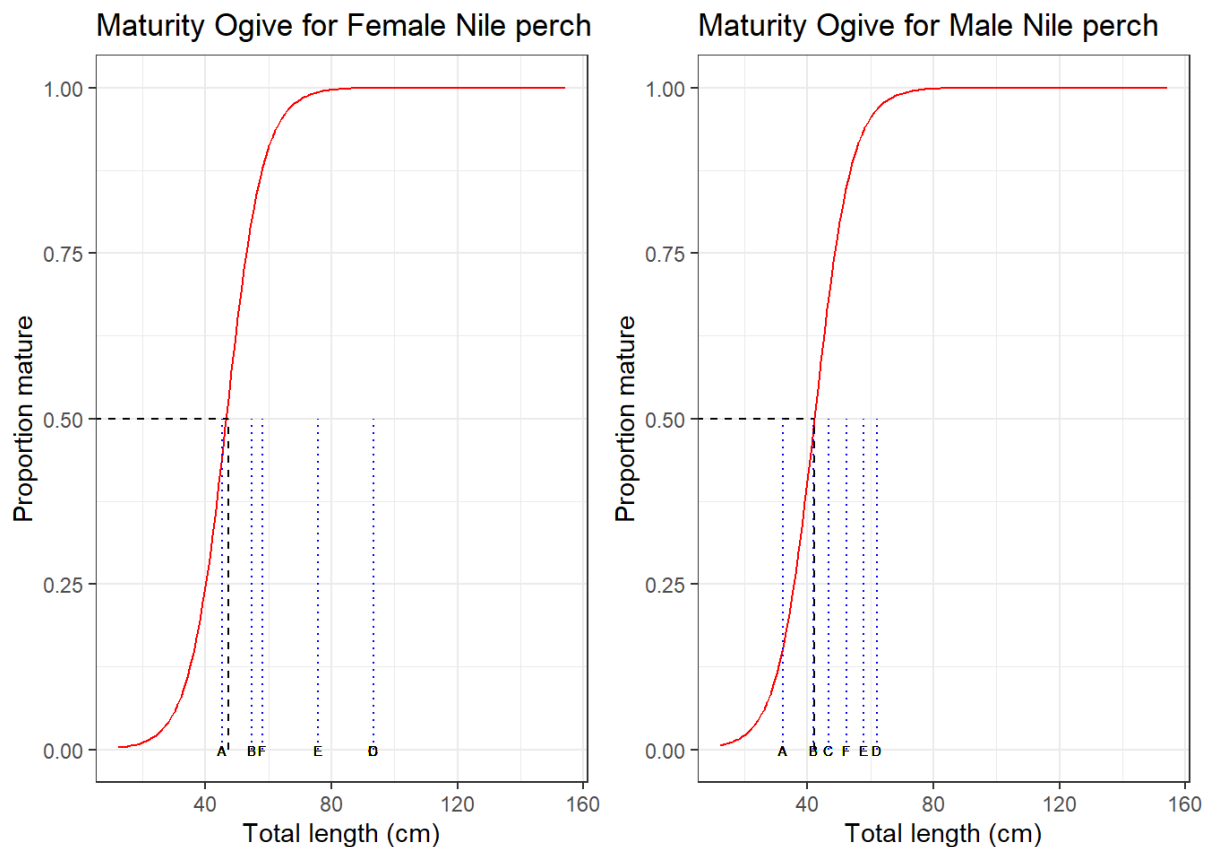 Maturity Ogive for Female Nile perch
1.00
0.75
0.50
0.25
0.00
Proportion mature
A B F E
40 80 120 160
Total length (cm)
Maturity Ogive for Male Nile perch
1.00
0.75
0.50
0.25
0.00
Proportion mature
A B C F E D
40 80 120 160
Total length (cm)